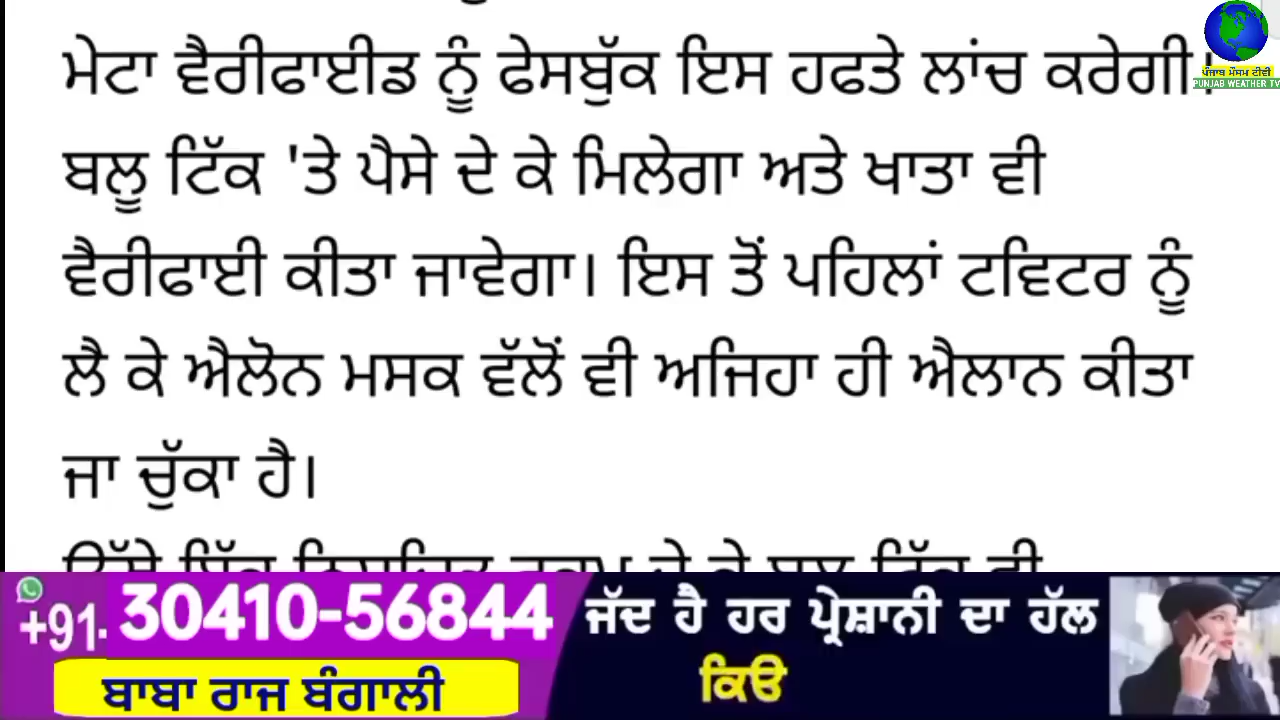 ਮੇਟਾ ਵੈਰੀਫਾਈਡ ਨੂੰ ਫੇਸਬੁੱਕ ਇਸ ਹਫਤੇ ਲਾਂਚ ਕਰੇਗੀ।
ਬਲੂ ਟਿੱਕ 'ਤੇ ਪੈਸੇ ਦੇ ਕੇ ਮਿਲੇਗਾ ਅਤੇ ਖਾਤਾ ਵੀ
ਵੈਰੀਫਾਈ ਕੀਤਾ ਜਾਵੇਗਾ। ਇਸ ਤੋਂ ਪਹਿਲਾਂ ਟਵਿਟਰ ਨੂੰ
ਲੈ ਕੇ ਐਲੋਨ ਮਸਕ ਵੱਲੋਂ ਵੀ ਅਜਿਹਾ ਹੀ ਐਲਾਨ ਕੀਤਾ
ਜਾ ਚੁੱਕਾ ਹੈ।
ਪੰਜਾਬ ਮੌਸਮ ਟੀਵੀ
PUNJAB WEATHER TV
+91-30410-56844
ਬਾਬਾ ਰਾਜ ਬੰਗਾਲੀ
ਜੱਦ ਹੈ ਹਰ ਪ੍ਰੇਸ਼ਾਨੀ ਦਾ ਹੱਲ
ਕਿਓ